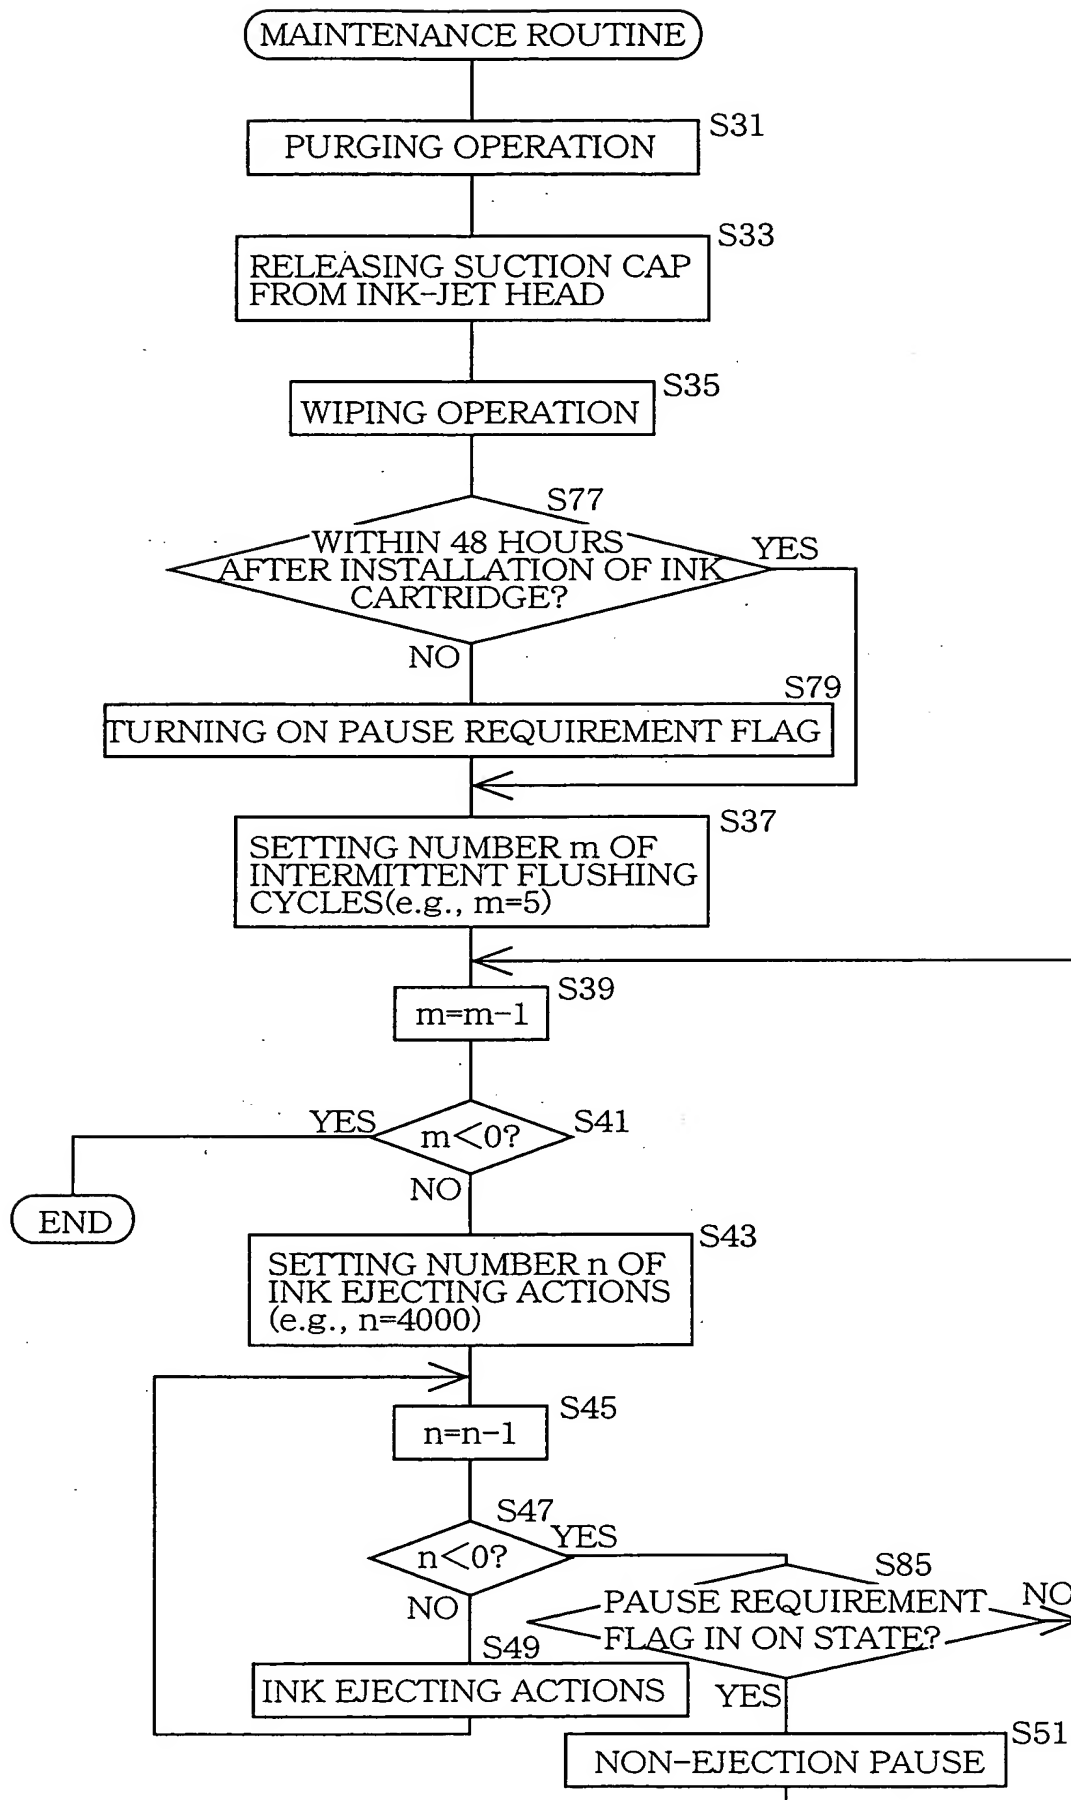 MAINTENANCE ROUTINE
S31
PURGING OPERATION
S33
RELEASING SUCTION CAP
FROM INK-JET HEAD
S35
WIPING OPERATION
S77
WITHIN 48 HOURS
AFTER INSTALLATION OF INK
CARTRIDGE?
YES
NO
S79
TURNING ON PAUSE REQUIREMENT FLAG
S37
SETTING NUMBER m OF
INTERMITTENT FLUSHING
CYCLES(e.g., m=5)
S39
m=m-1
S41
m<0?
YES
NO
END
S43
SETTING NUMBER n OF
INK EJECTING ACTIONS
(e.g., n=4000)
S45
n=n-1
S47
n<0?
YES
NO
S85
PAUSE REQUIREMENT
FLAG IN ON STATE?
NO
YES
S49
INK EJECTING ACTIONS
S51
NON-EJECTION PAUSE